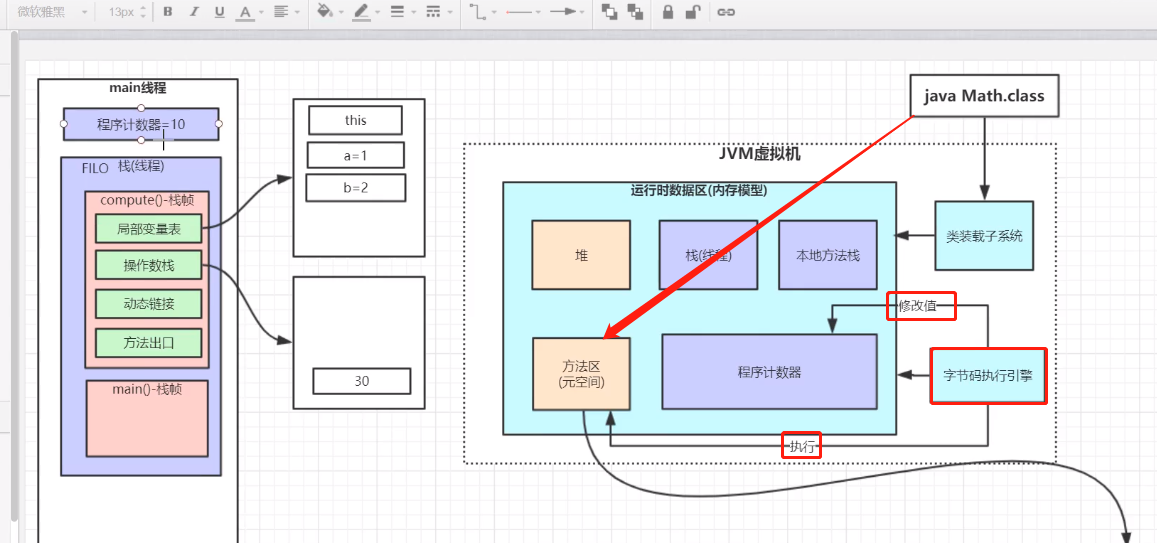 微软雅黑
13px
B
I
U
A
main线程
程序计数器=10
FILO
栈(线程)
compute()-栈帧
局部变量表
操作数栈
动态链接
方法出口
main()-栈帧
this
a=1
b=2
30
java Math.class
JVM虚拟机
运行时数据区(内存模型)
堆
栈(线程)
本地方法栈
类装载子系统
修改值
方法区
(元空间)
程序计数器
字节码执行引擎
执行